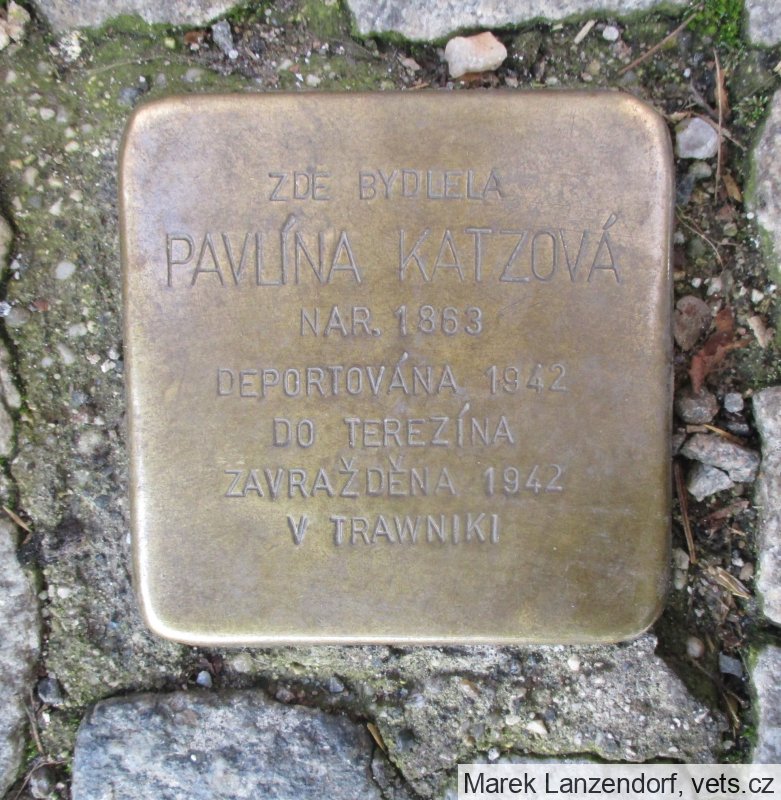 ZDE BYDLELA
PAVLÍNA KATZOVÁ
NAR. 1863
DEPORTOVÁNA 1942
DO TEREZÍNA
ZAVRAŽDĚNA 1942
V TRAWNIKI
Marek Lanzendorf, vets.cz